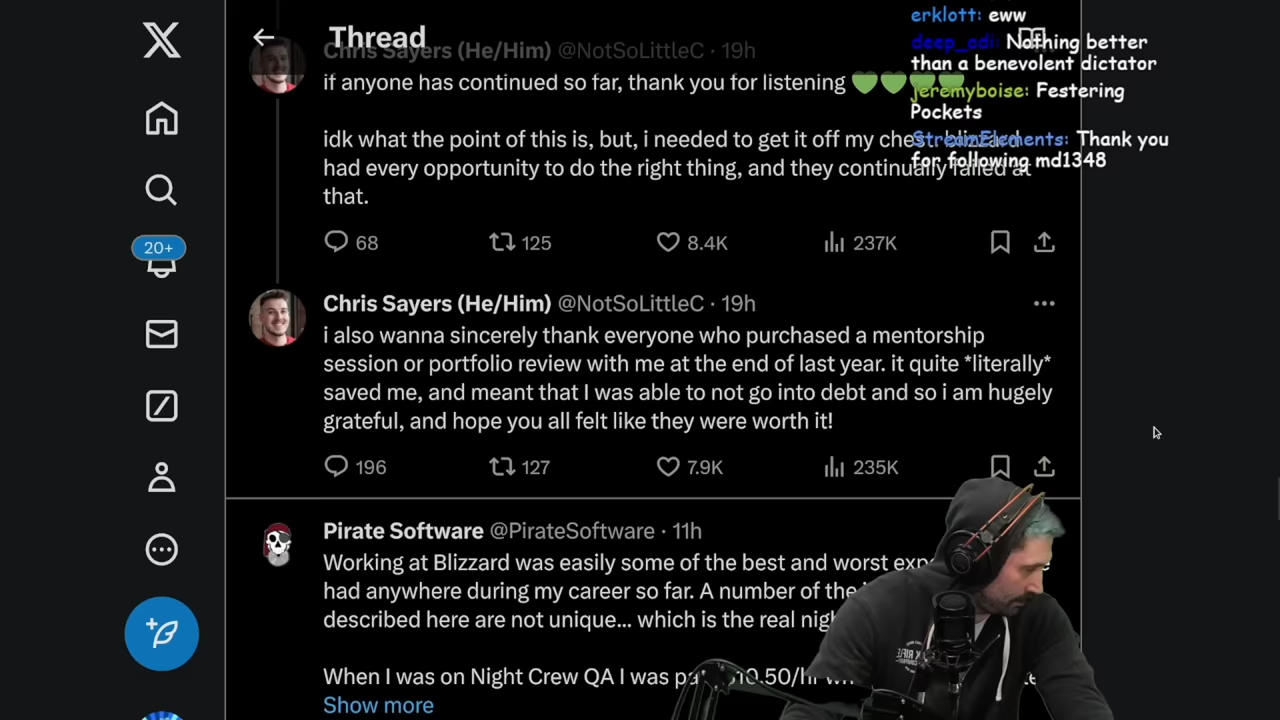 Thread
Chris Sayers (He/Him) @NotSoLittleC · 19h
if anyone has continued so far, thank you for listening 💚💚💚💚
idk what the point of this is, but, i needed to get it off my chest. blizzard
had every opportunity to do the right thing, and they continually failed at
that.
68 125 8.4K 237K
20+
Chris Sayers (He/Him) @NotSoLittleC · 19h
i also wanna sincerely thank everyone who purchased a mentorship
session or portfolio review with me at the end of last year. it quite *literally*
saved me, and meant that I was able to not go into debt and so i am hugely
grateful, and hope you all felt like they were worth it!
196 127 7.9K 235K
Pirate Software @PirateSoftware · 11h
Working at Blizzard was easily some of the best and worst
had anywhere during my career so far. A number of the
described here are not unique... which is the real
When I was on Night Crew QA I was
Show more
erklott: eww
deep_adi: Nothing better
than a benevolent dictator
jeremyboise: Festering
Pockets
StreamElements: Thank you
for following md1348